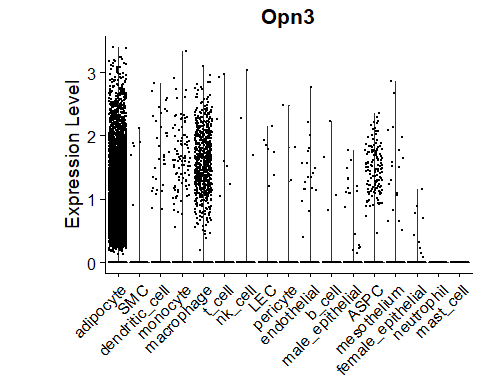 Opn3
Expression Level
3
2
1
0
adipocyte
SMC
dendritic_cell
monocyte
macrophage
t_cell
nk_cell
LEC
pericyte
endothelial
b_cell
male_epithelial
ASPC
mesothelium
female_epithelial
neutrophil
mast_cell